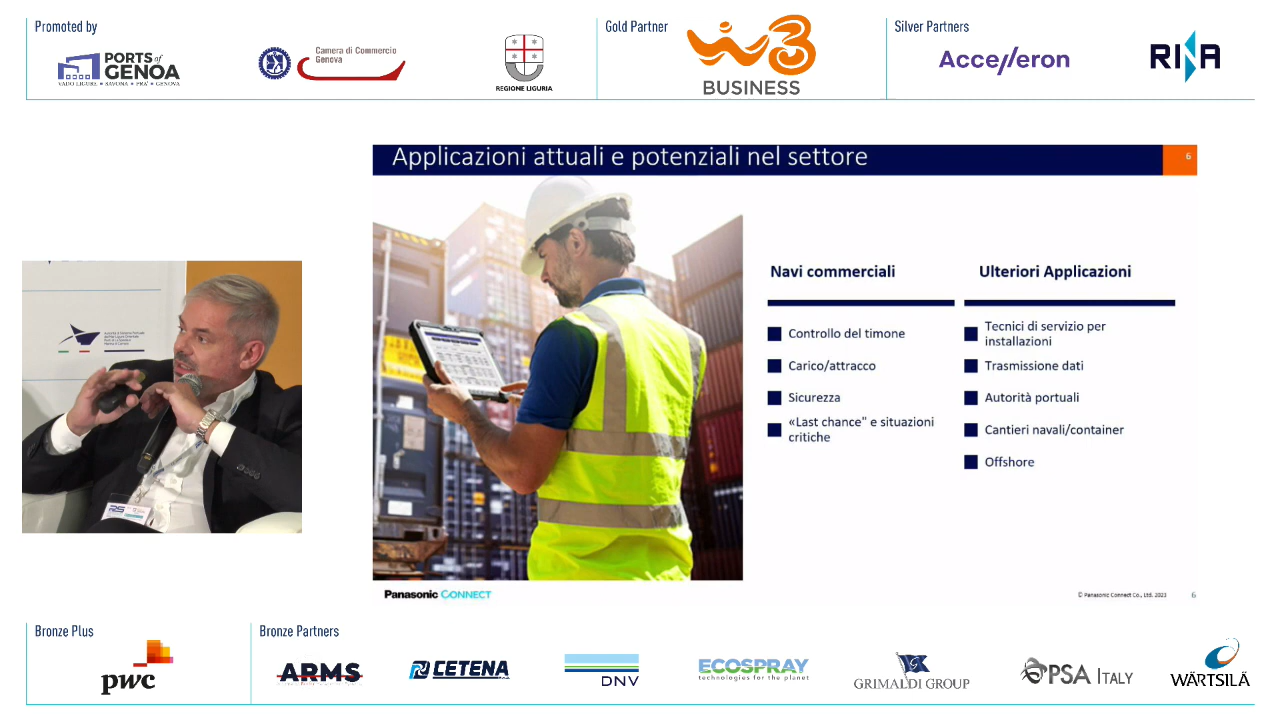 Promoted by
PORTS of
GENOA
VADO LIGURE • SAVONA • PRA' • GENOVA
Camera di Commercio
Genova
REGIONE LIGURIA
Gold Partner
W3
BUSINESS
Silver Partners
Accelleron
RINA
Applicazioni attuali e potenziali nel settore
6
Navi commerciali
Controllo del timone
Carico/attracco
Sicurezza
«Last chance" e situazioni
critiche
Ulteriori Applicazioni
Tecnici di servizio per
installazioni
Trasmissione dati
Autorità portuali
Cantieri navali/container
Offshore
Panasonic CONNECT
© Panasonic Connect Co., Ltd. 2023
6
Bronze Plus
pwc
Bronze Partners
ARMS
CETENA
DNV
ECOSPRAY
technologies for the planet
GRIMALDI GROUP
PSA ITALY
WÄRTSILÄ